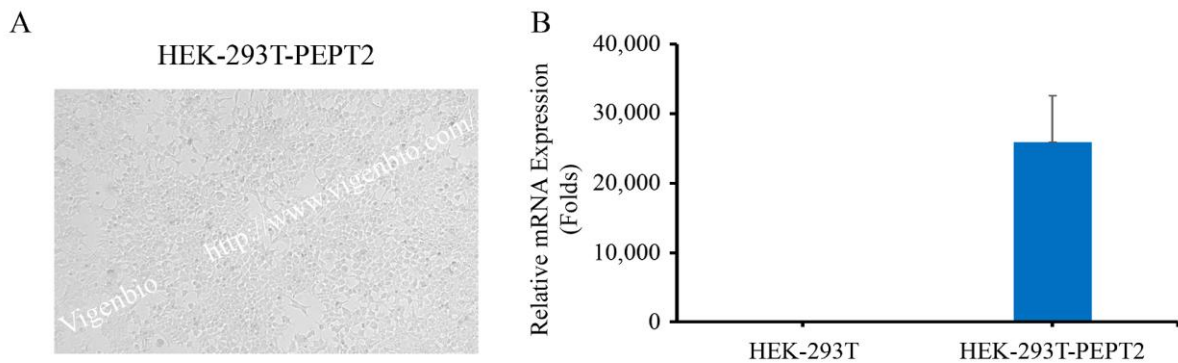 A
HEK-293T-PEPT2
Vigenbio
http://www.vigenbio.com/
B
Relative mRNA Expression
(Folds)
40,000
30,000
20,000
10,000
0
HEK-293T
HEK-293T-PEPT2